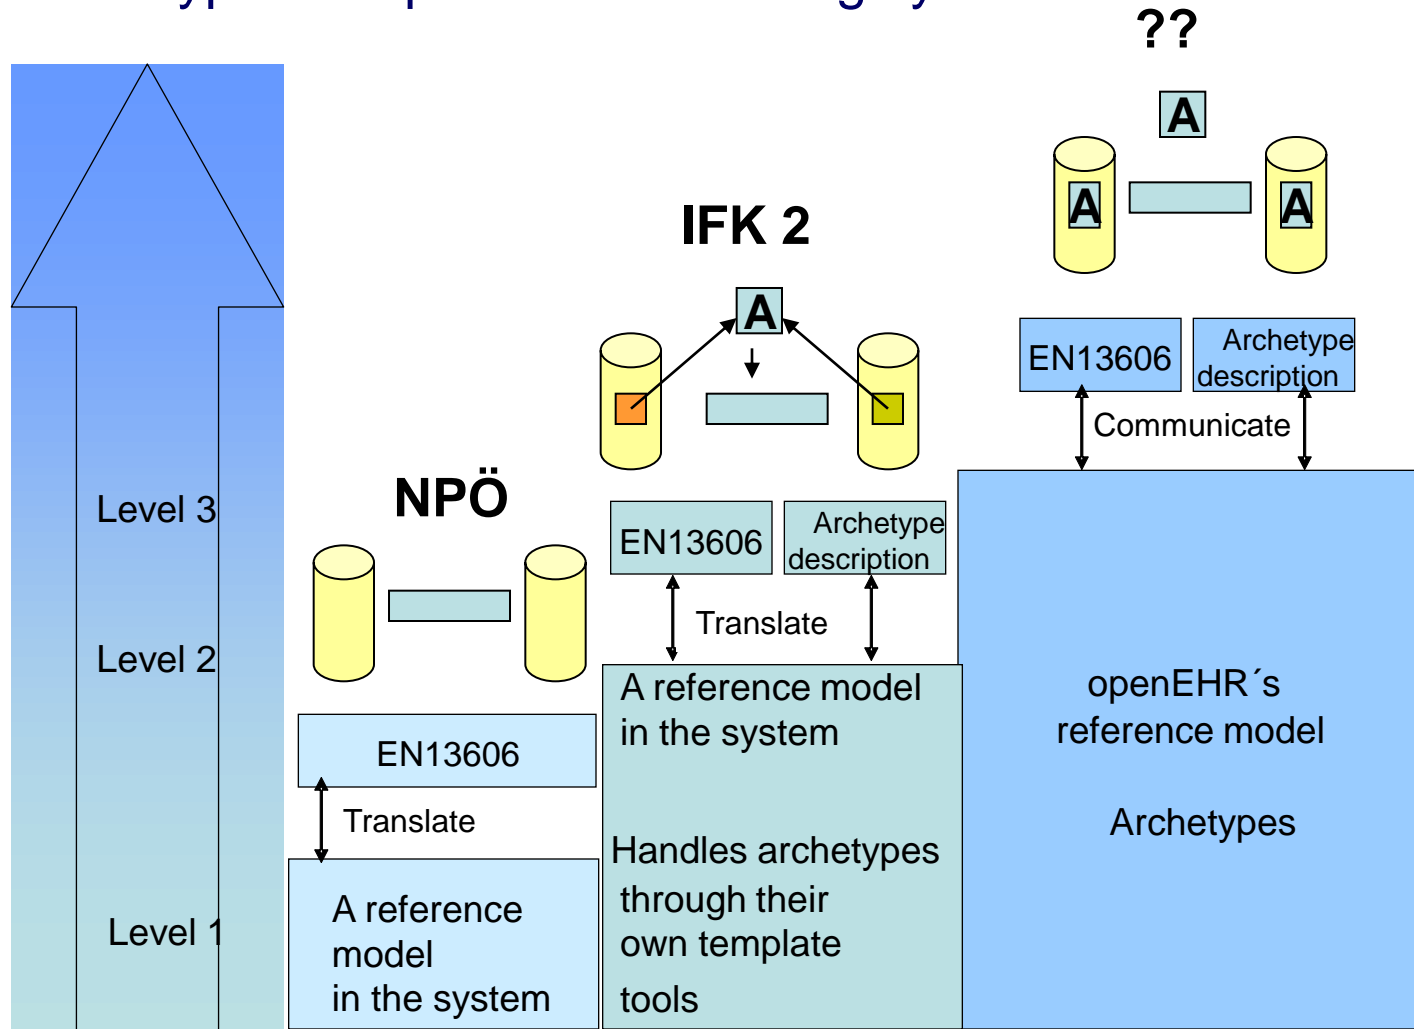 ??
A
A
A
IFK 2
A
EN13606
Archetype
description
Communicate
NPÖ
Level 3
EN13606
Archetype
description
Translate
Level 2
A reference model
in the system
openEHR´s
reference model
EN13606
Translate
Archetypes
Handles archetypes
through their
own template
tools
Level 1
A reference
model
in the system